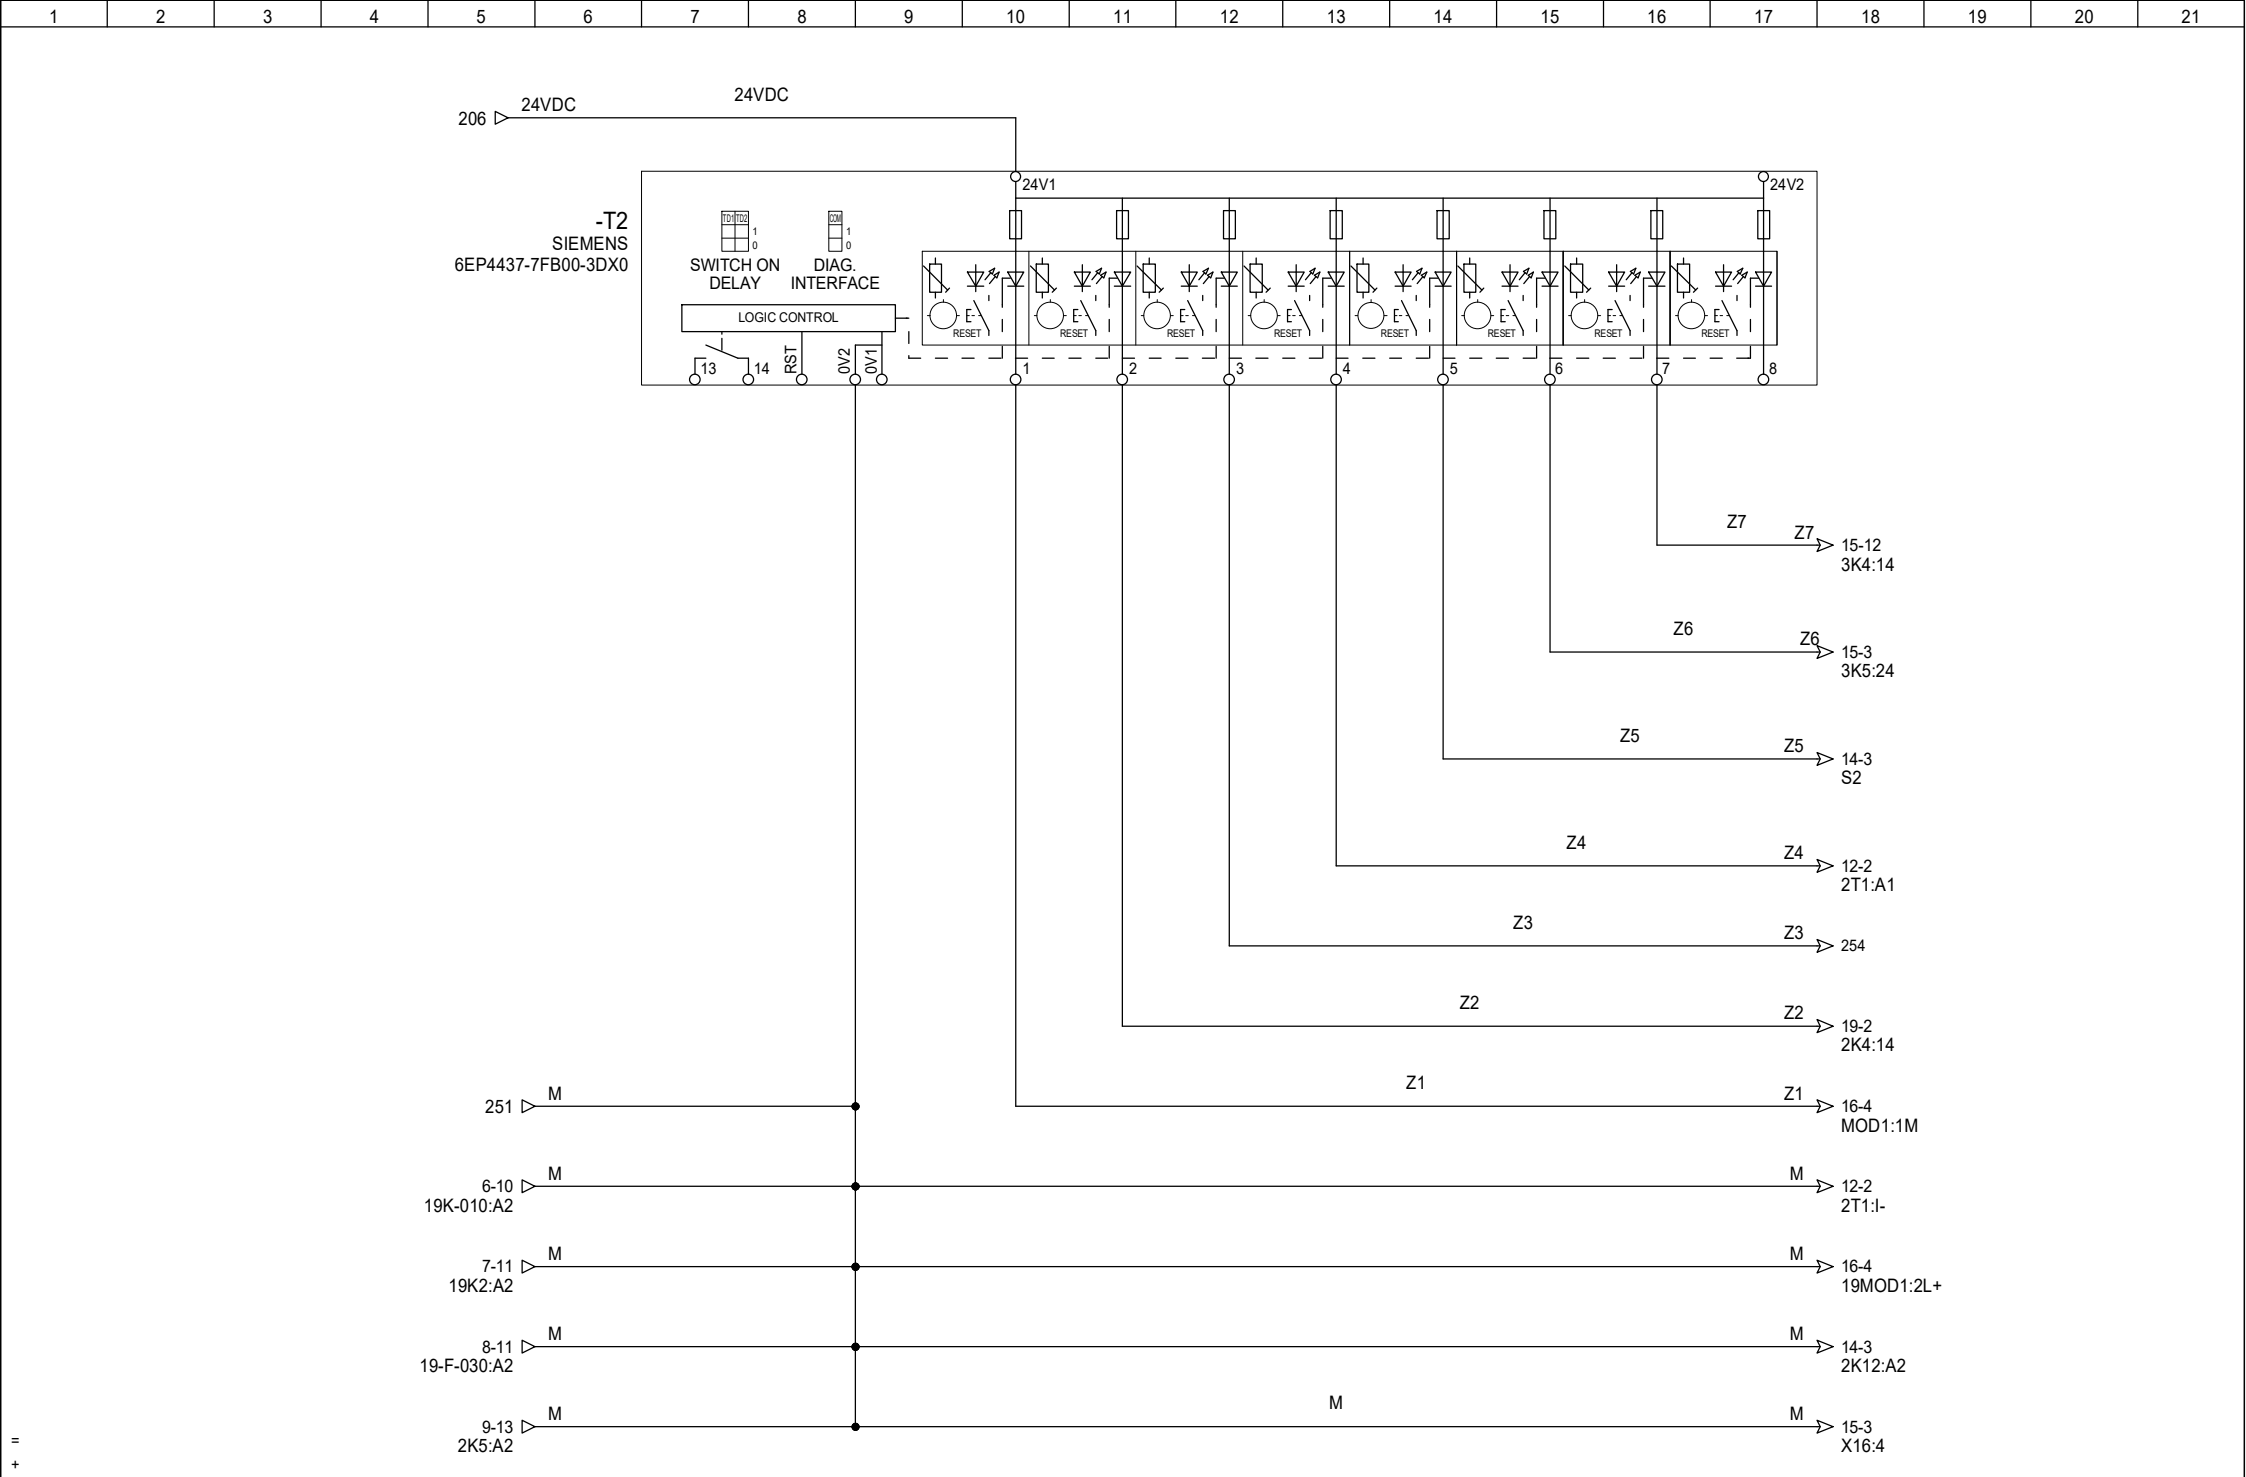 1 2 3 4 5 6 7 8 9 10 11 12 13 14 15 16 17 18 19 20 21
24VDC 24VDC
206
24V1 24V2
-T2
SIEMENS
6EP4437-7FB00-3DX0
TD1 TD2 COM
1 1
0 0
SWITCH ON DIAG.
DELAY INTERFACE
LOGIC CONTROL
E E E E E E E E
RESET RESET RESET RESET RESET RESET RESET RESET
13 14 RST 0V2 0V1 1 2 3 4 5 6 7 8
Z7 Z7
15-12
3K4:14
Z6 Z6
15-3
3K5:24
Z5 Z5
14-3
S2
Z4 Z4
12-2
2T1:A1
Z3 Z3
254
Z2 Z2
19-2
2K4:14
M Z1 Z1
251 16-4
MOD1:1M
M M
6-10 12-2
19K-010:A2 2T1:I-
M M
7-11 16-4
19K2:A2 19MOD1:2L+
M M
8-11 14-3
19-F-030:A2 2K12:A2
M M M
9-13 15-3
2K5:A2 X16:4
=
+